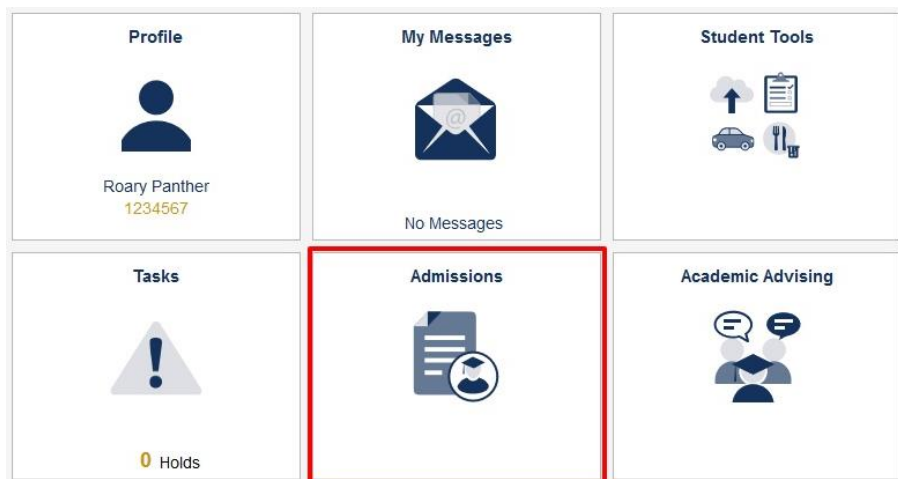 Profile
My Messages
Student Tools
@
Roary Panther
1234567
No Messages
Tasks
Admissions
Academic Advising
!
0 Holds